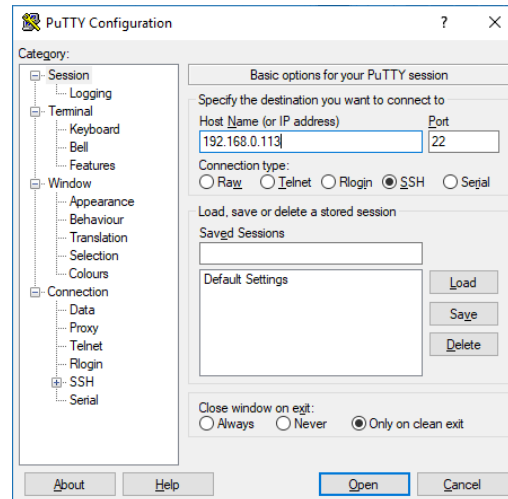 PuTTY Configuration ? ×
Category:
Session
Logging
Terminal
Keyboard
Bell
Features
Window
Appearance
Behaviour
Translation
Selection
Colours
Connection
Data
Proxy
Telnet
Rlogin
SSH
Serial
Basic options for your PuTTY session
Specify the destination you want to connect to
Host Name (or IP address) Port
192.168.0.113 22
Connection type:
Raw Telnet Rlogin SSH Serial
Load, save or delete a stored session
Saved Sessions
Default Settings
Load
Save
Delete
Close window on exit:
Always Never Only on clean exit
About Help Open Cancel